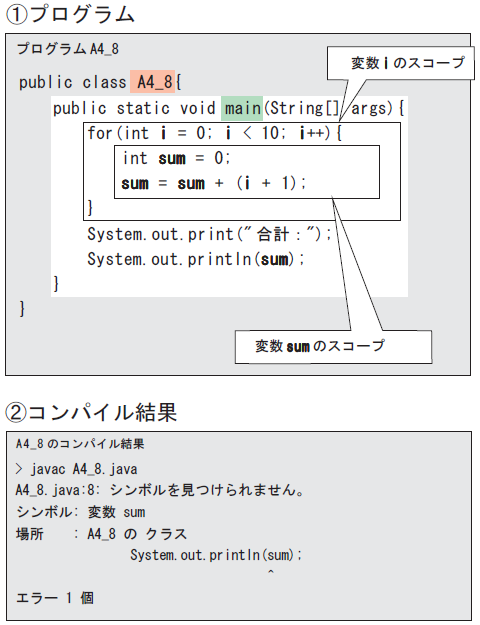 ①プログラム
プログラム A4_8
変数 i のスコープ
public class A4_8{
public static void main(String[] args){
for(int i = 0; i < 10; i++){
int sum = 0;
sum = sum + (i + 1);
}
System.out.print("合計：");
System.out.println(sum);
}
}
変数 sum のスコープ
②コンパイル結果
A4_8 のコンパイル結果
> javac A4_8.java
A4_8.java:8: シンボルを見つけられません。
シンボル: 変数 sum
場所　　: A4_8 の クラス
System.out.println(sum);
^
エラー 1 個